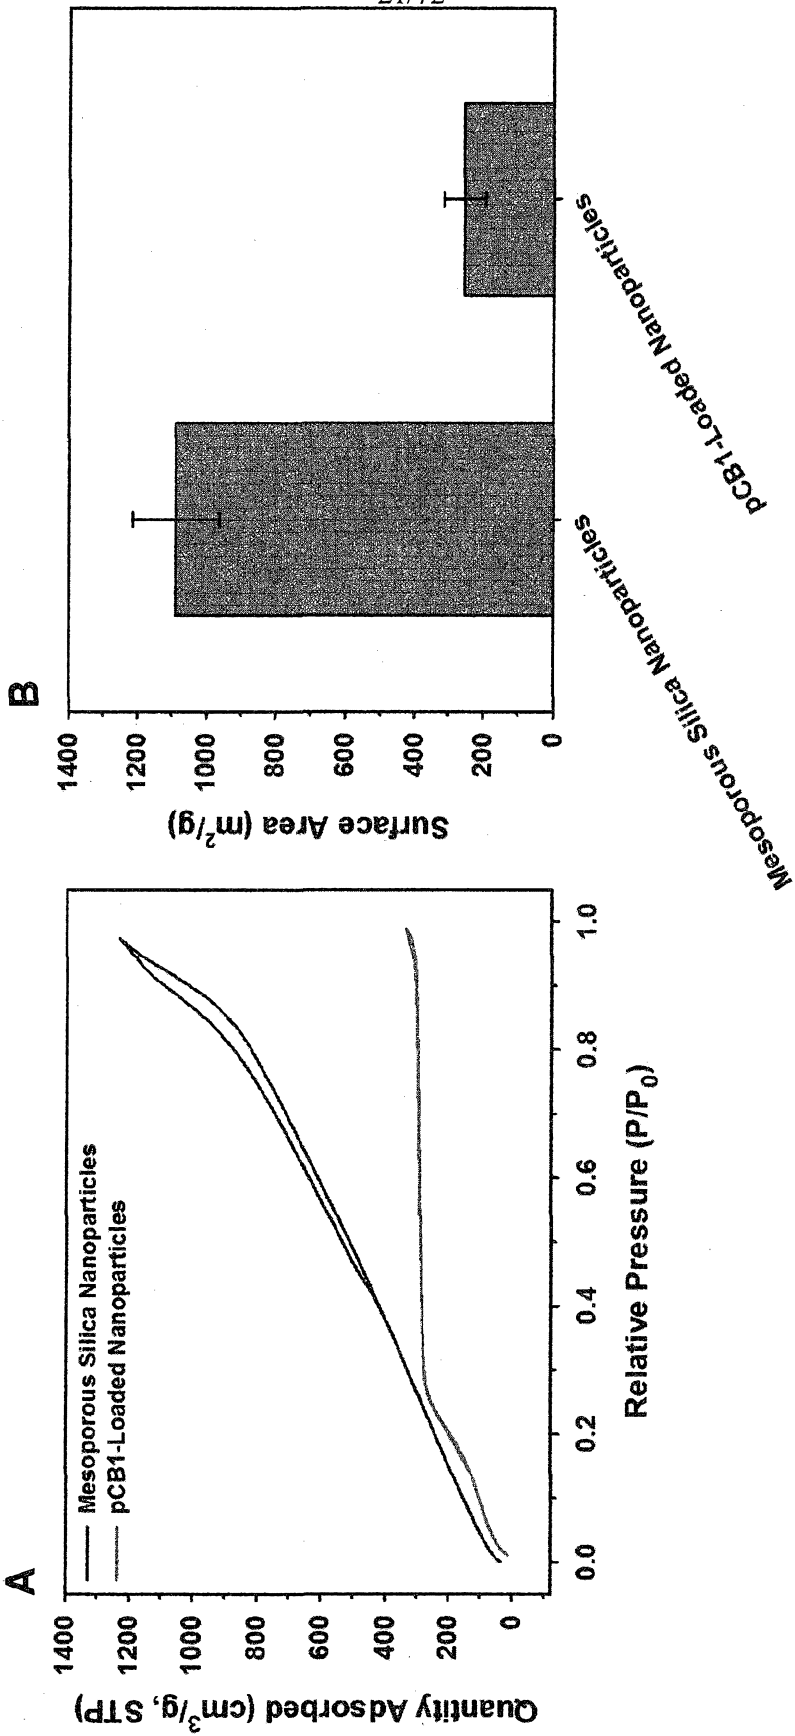 A
Mesoporous Silica Nanoparticles
pCB1-Loaded Nanoparticles
Quantity Adsorbed (cm³/g, STP)
1400
1200
1000
800
600
400
200
0
0.0 0.2 0.4 0.6 0.8 1.0
Relative Pressure (P/P₀)
B
Surface Area (m²/g)
1400
1200
1000
800
600
400
200
0
Mesoporous Silica Nanoparticles
pCB1-Loaded Nanoparticles